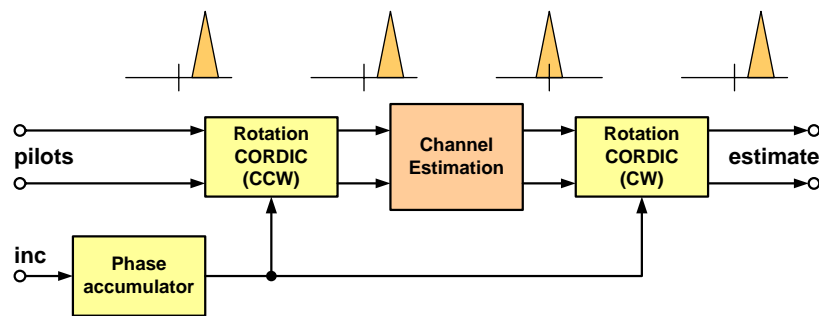 pilots
Rotation
CORDIC
(CCW)
Channel
Estimation
Rotation
CORDIC
(CW)
estimate
inc
Phase
accumulator